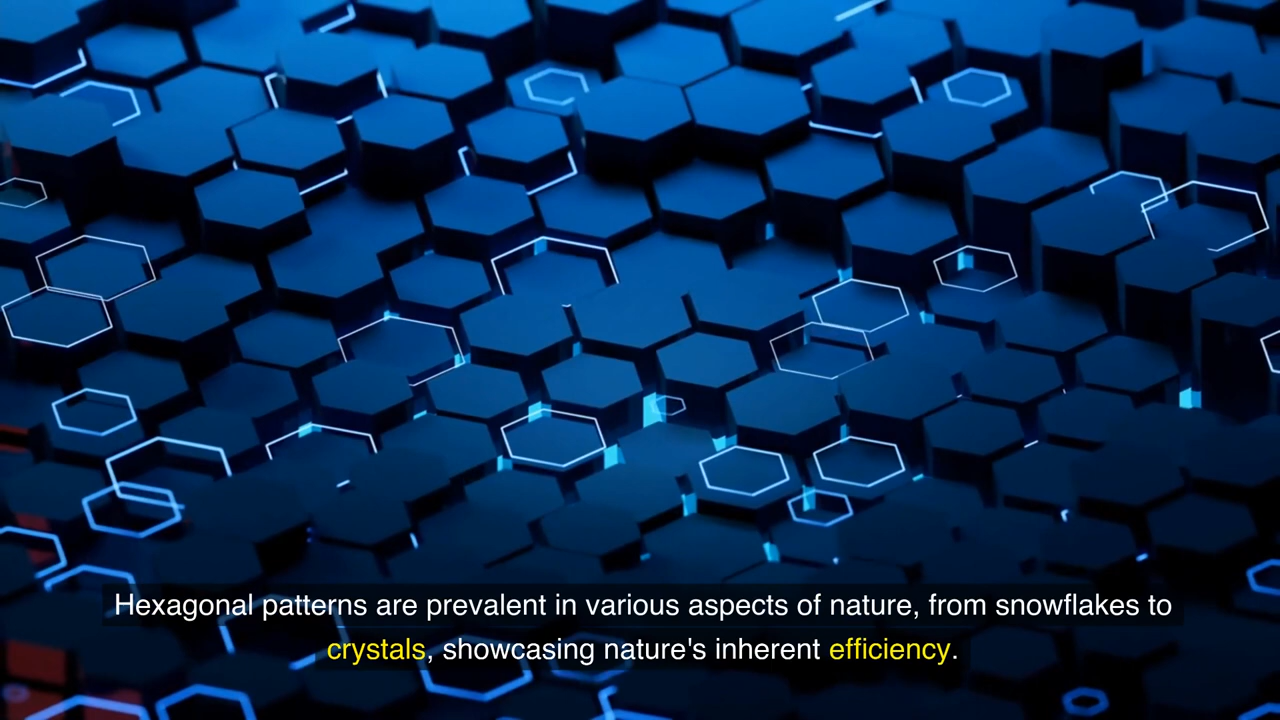 Hexagonal patterns are prevalent in various aspects of nature, from snowflakes to
crystals, showcasing nature's inherent efficiency.